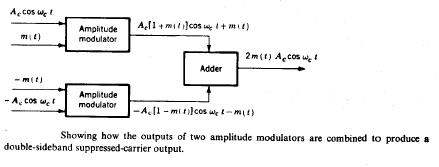 A_c cos ω_c t
m(t)
Amplitude
modulator
A_c[1 + m(t)]cos ω_c t + m(t)
Adder
2m(t) A_c cos ω_c t
-m(t)
-A_c cos ω_c t
Amplitude
modulator
-A_c[1 - m(t)]cos ω_c t - m(t)
Showing how the outputs of two amplitude modulators are combined to produce a
double-sideband suppressed-carrier output.